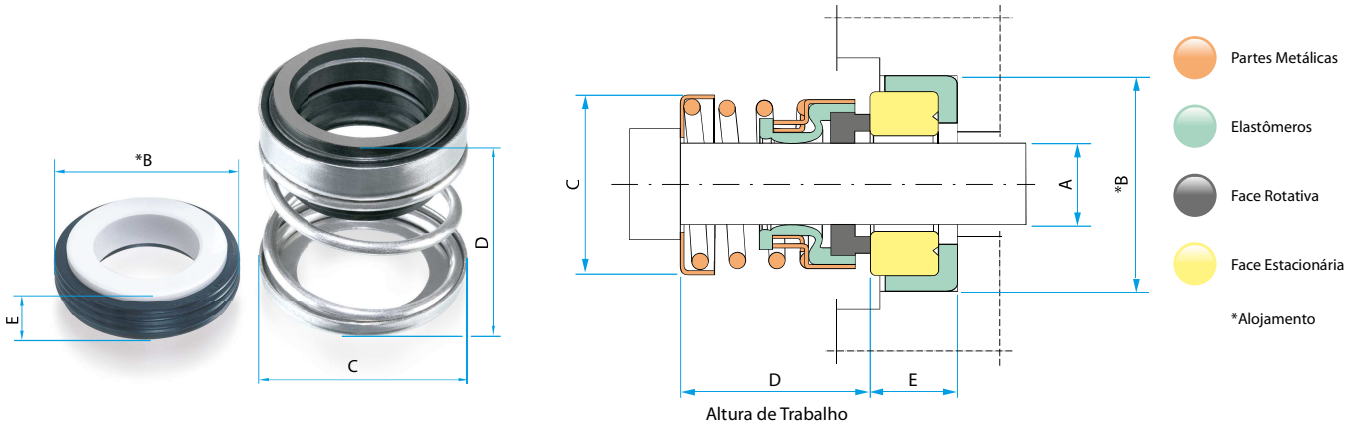 *B
E
D
C
C
A
*B
D
E
Altura de Trabalho
Partes Metálicas
Elastômeros
Face Rotativa
Face Estacionária
*Alojamento